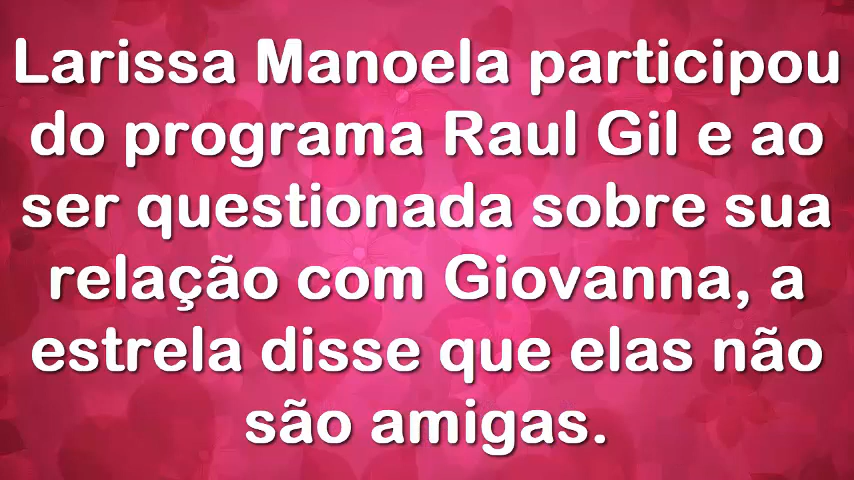 Larissa Manoela participou
do programa Raul Gil e ao
ser questionada sobre sua
relação com Giovanna, a
estrela disse que elas não
são amigas.